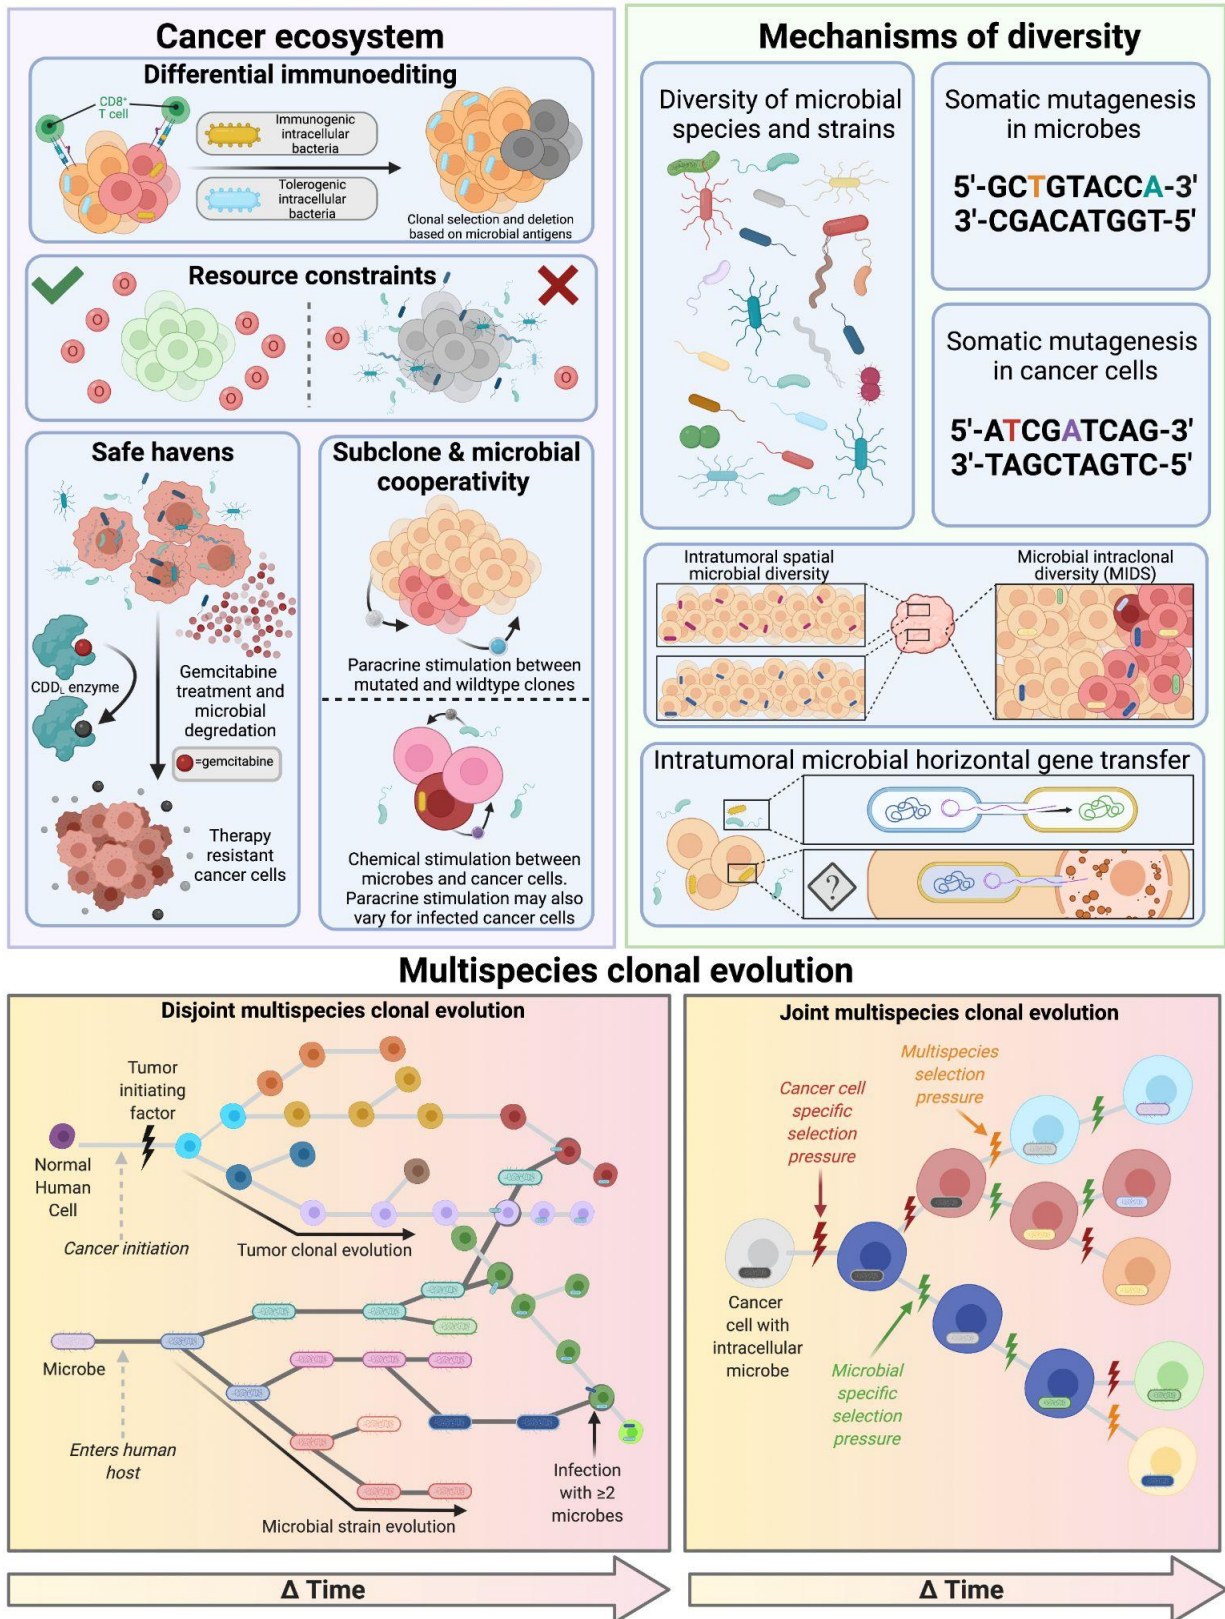 Cancer ecosystem
Differential immunoediting
CD8⁺
T cell
Immunogenic
intracellular
bacteria
Tolerogenic
intracellular
bacteria
Clonal selection and deletion
based on microbial antigens
Resource constraints
O
O
O
O
O
O
O
O
O
O
Safe havens
CDD_L enzyme
Gemcitabine
treatment and
microbial
degredation
=gemcitabine
Therapy
resistant
cancer cells
Subclone & microbial
cooperativity
Paracrine stimulation between
mutated and wildtype clones
Chemical stimulation between
microbes and cancer cells.
Paracrine stimulation may also
vary for infected cancer cells
Mechanisms of diversity
Diversity of microbial
species and strains
Somatic mutagenesis
in microbes
5'-GCTGTACCA-3'
3'-CGACATGGT-5'
Somatic mutagenesis
in cancer cells
5'-ATCGATCAG-3'
3'-TAGCTAGTC-5'
Intratumoral spatial
microbial diversity
Microbial intraclonal
diversity (MIDS)
Intratumoral microbial horizontal gene transfer
?
Multispecies clonal evolution
Disjoint multispecies clonal evolution
Tumor
initiating
factor
Normal
Human
Cell
Cancer initiation
Tumor clonal evolution
Microbe
Enters human
host
Microbial strain evolution
Infection
with ≥2
microbes
Δ Time
Joint multispecies clonal evolution
Multispecies
selection
pressure
Cancer cell
specific
selection
pressure
Cancer
cell with
intracellular
microbe
Microbial
specific
selection
pressure
Δ Time